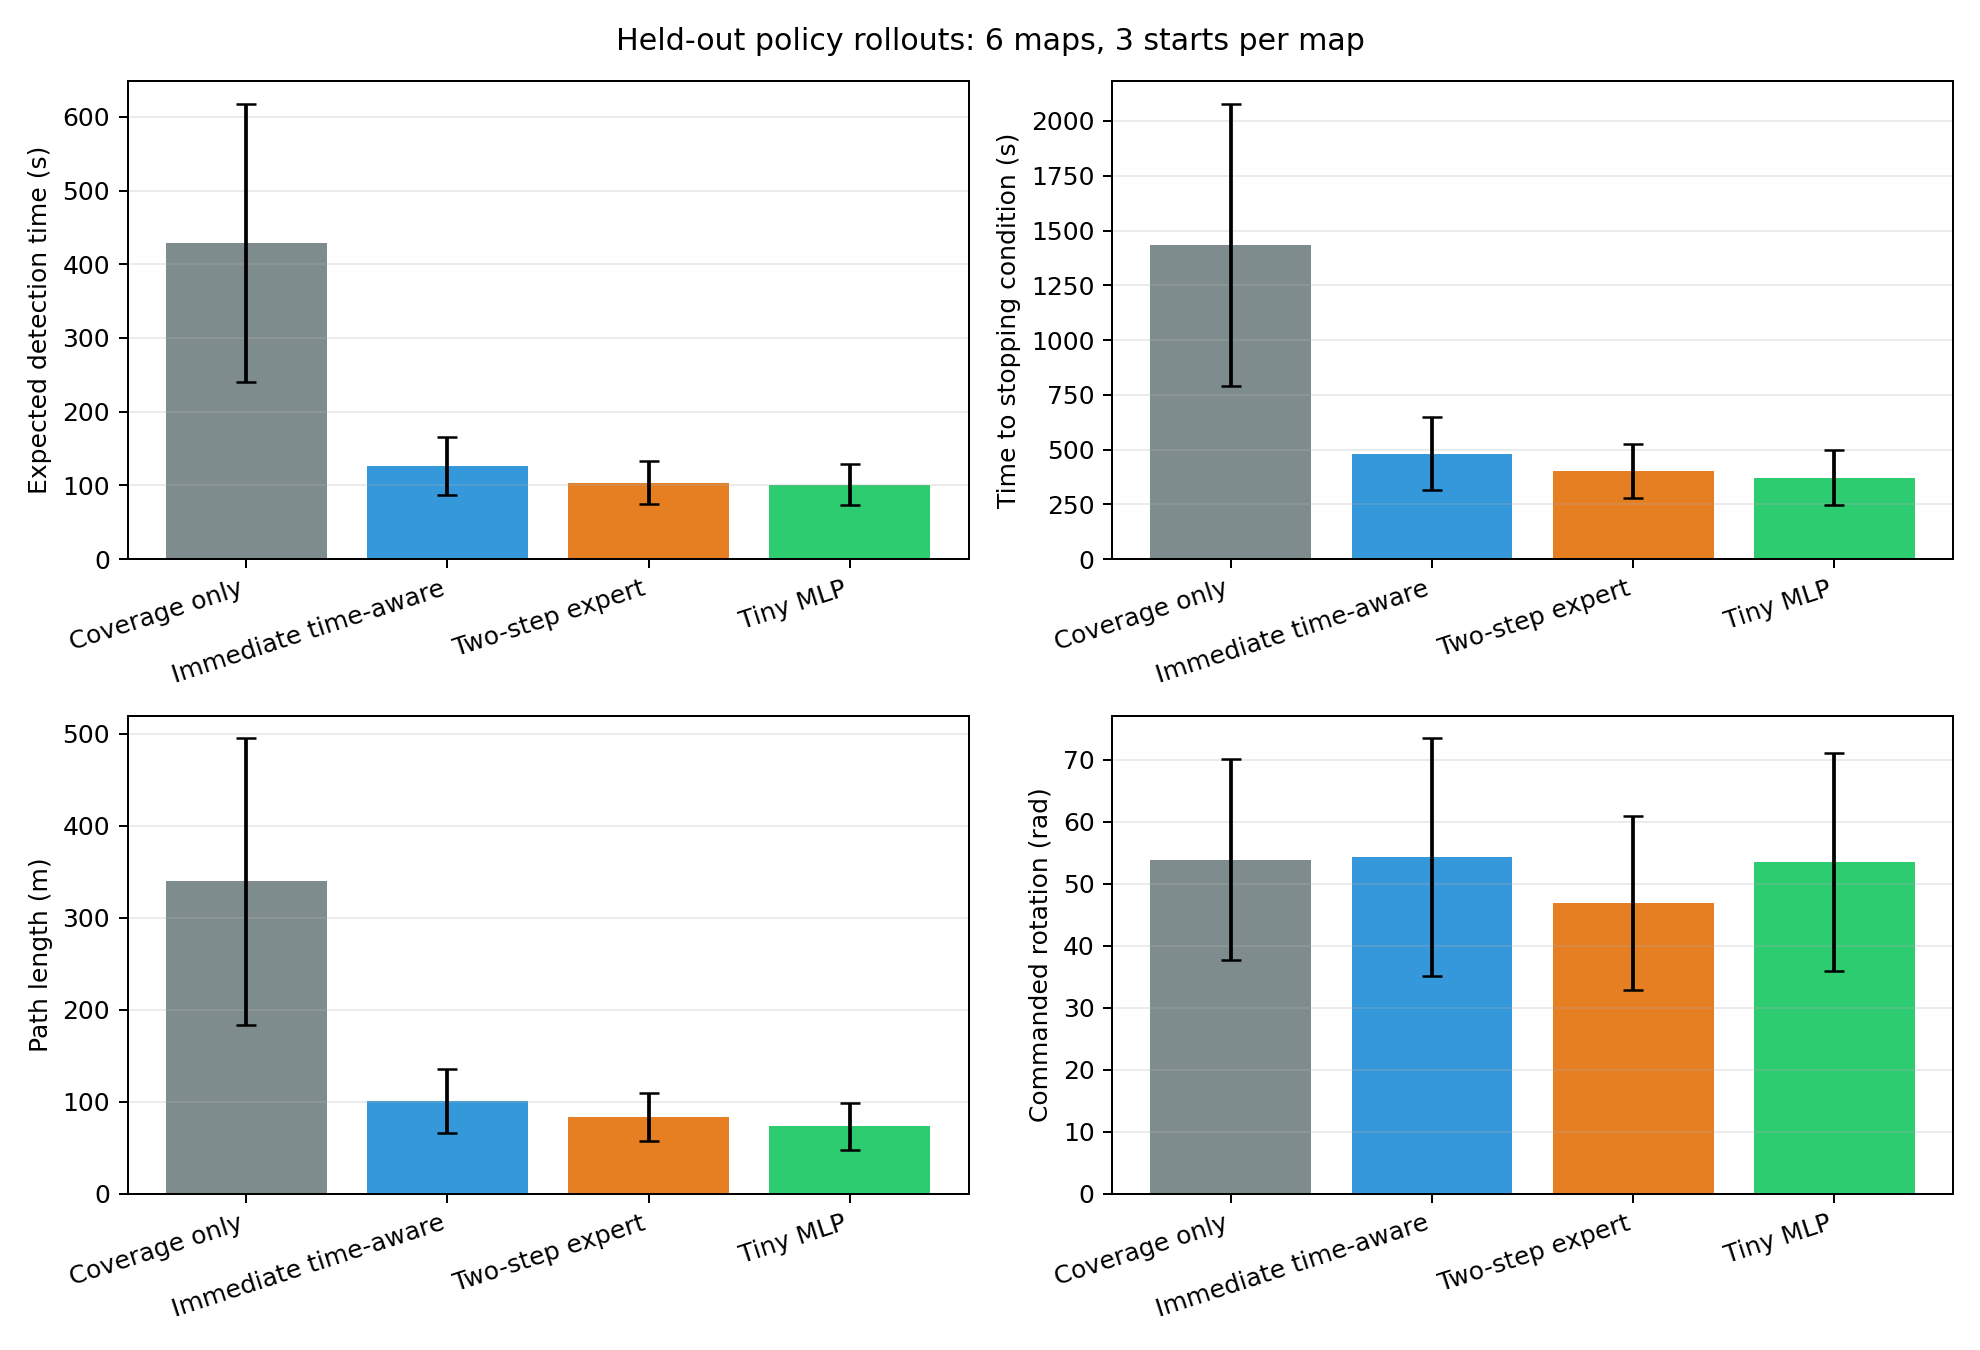 Held-out policy rollouts: 6 maps, 3 starts per map
Expected detection time (s)
600
500
400
300
200
100
0
Coverage only
Immediate time-aware
Two-step expert
Tiny MLP
Time to stopping condition (s)
2000
1750
1500
1250
1000
750
500
250
0
Coverage only
Immediate time-aware
Two-step expert
Tiny MLP
Path length (m)
500
400
300
200
100
0
Coverage only
Immediate time-aware
Two-step expert
Tiny MLP
Commanded rotation (rad)
70
60
50
40
30
20
10
0
Coverage only
Immediate time-aware
Two-step expert
Tiny MLP